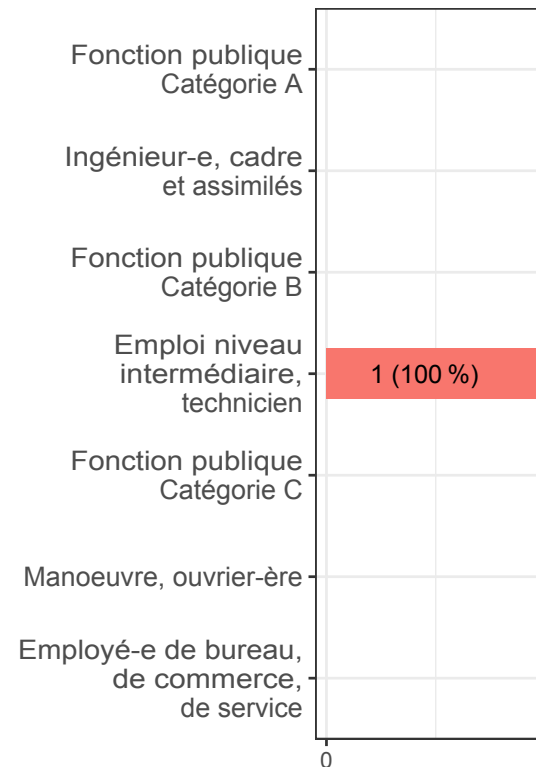 Fonction publique
Catégorie A
Ingénieur-e, cadre
et assimilés
Fonction publique
Catégorie B
Emploi niveau
intermédiaire,
technicien
1 (100 %)
Fonction publique
Catégorie C
Manoeuvre, ouvrier-ère
Employé-e de bureau,
de commerce,
de service
0